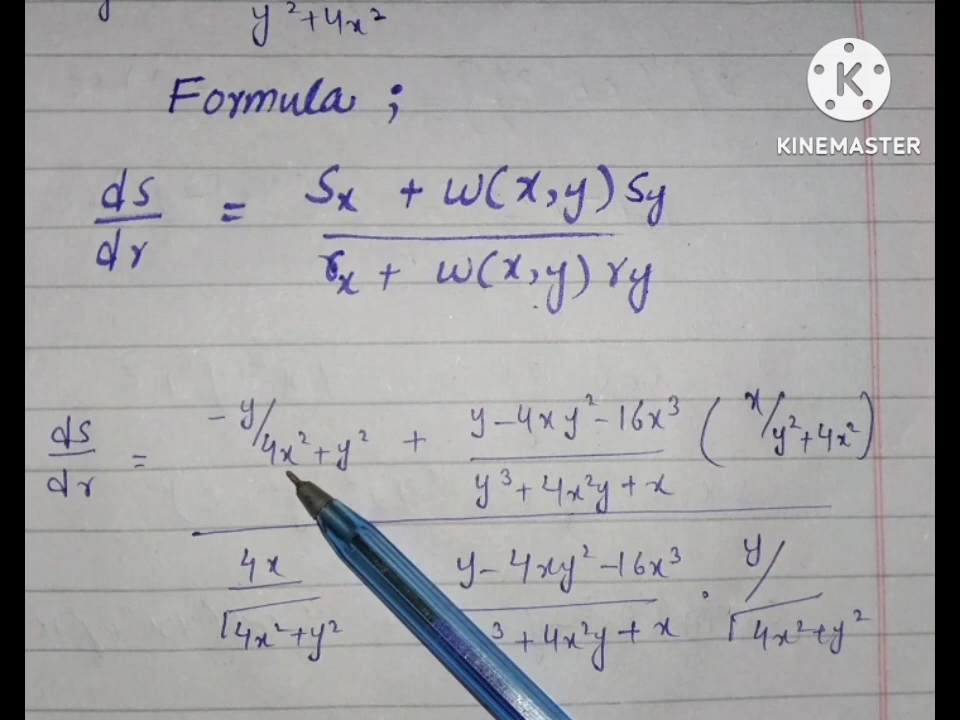 y²+4x²
Formula ;
KINEMASTER
ds/dr = Sx + w(x,y) Sy / rx + w(x,y) ry
ds/dr = -y/4x²+y² + y-4xy²-16x³ / y³+4x²y+x (x/y²+4x²)
4x/√4x²+y² y-4xy²-16x³ / ³+4x²y+x . y/√4x²+y²